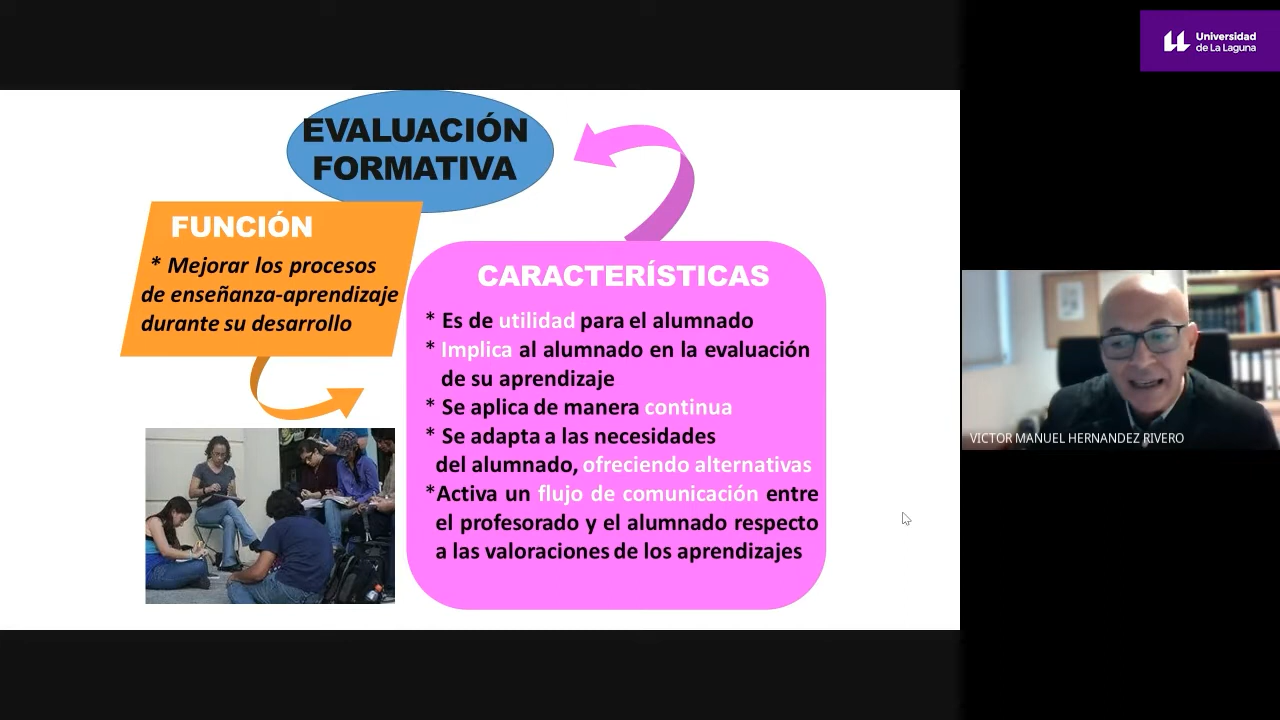 Universidad
de La Laguna
EVALUACIÓN
FORMATIVA
FUNCIÓN
* Mejorar los procesos
de enseñanza-aprendizaje
durante su desarrollo
CARACTERÍSTICAS
* Es de utilidad para el alumnado
* Implica al alumnado en la evaluación
de su aprendizaje
* Se aplica de manera continua
* Se adapta a las necesidades
del alumnado, ofreciendo alternativas
*Activa un flujo de comunicación entre
el profesorado y el alumnado respecto
a las valoraciones de los aprendizajes
VICTOR MANUEL HERNANDEZ RIVERO